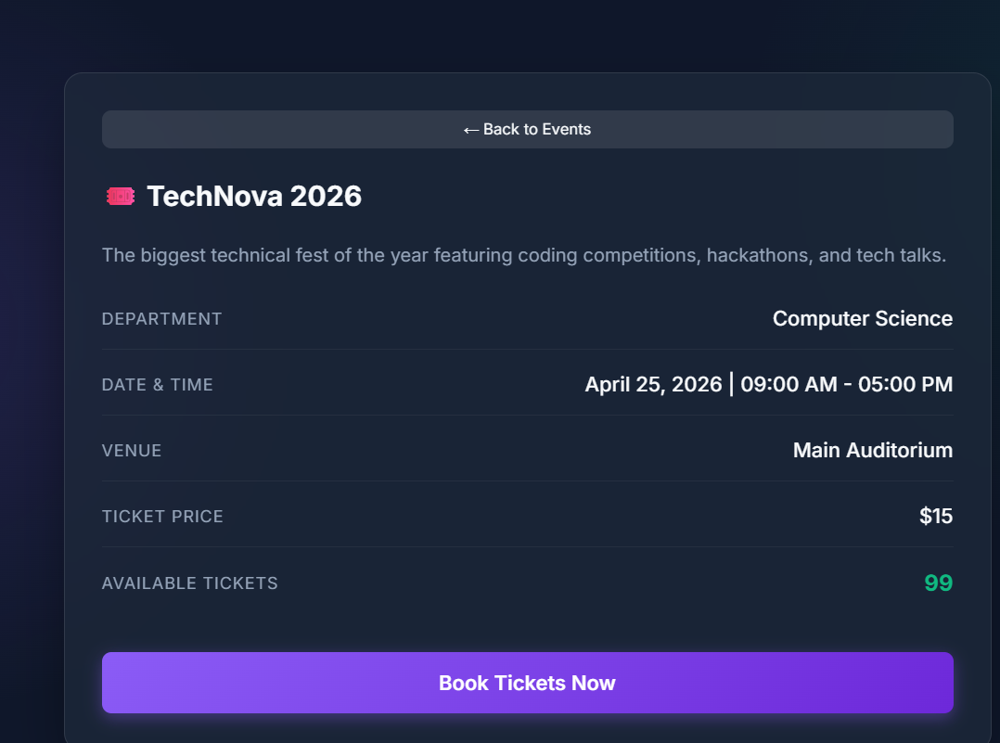 ← Back to Events
TechNova 2026
The biggest technical fest of the year featuring coding competitions, hackathons, and tech talks.
DEPARTMENT
Computer Science
DATE & TIME
April 25, 2026 | 09:00 AM - 05:00 PM
VENUE
Main Auditorium
TICKET PRICE
$15
AVAILABLE TICKETS
99
Book Tickets Now